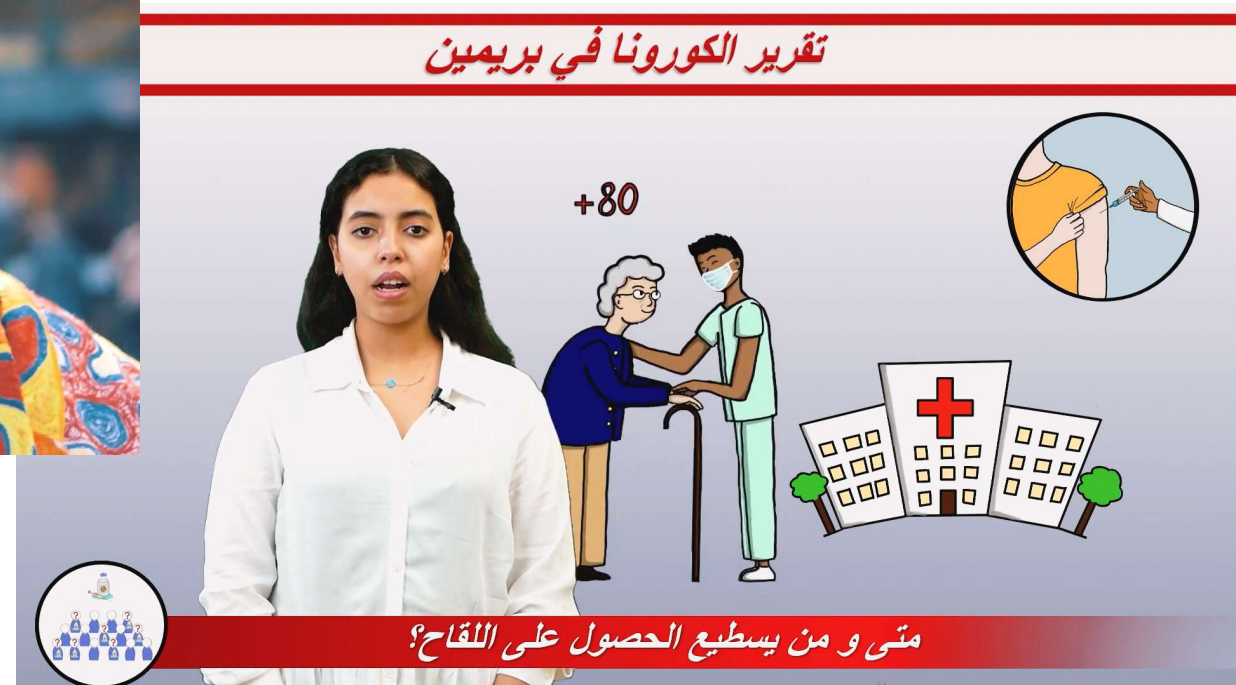 تقرير الكورونا في بريمين
+80
متى و من يسطيع الحصول على اللقاح؟